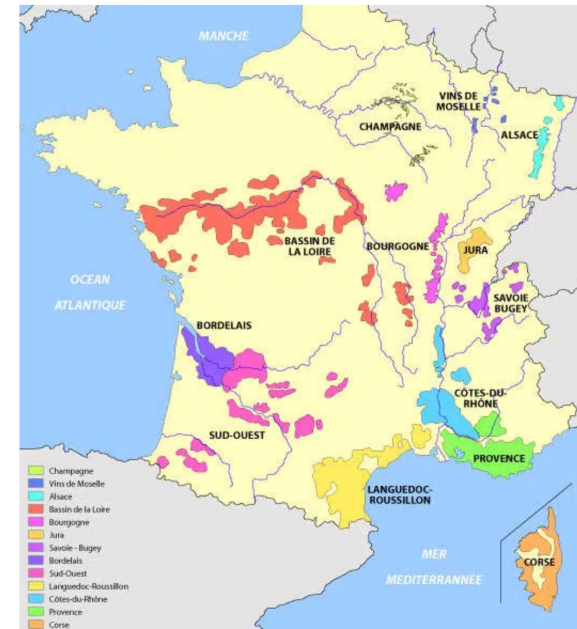 MANCHE
VINS DE
MOSELLE
CHAMPAGNE
ALSACE
BASSIN DE
LA LOIRE
BOURGOGNE
JURA
OCEAN
ATLANTIQUE
SAVOIE
BUGEY
BORDELAIS
CÔTES-DU-
RHÔNE
SUD-OUEST
PROVENCE
LANGUEDOC-
ROUSSILLON
MER
MEDITERRANNEE
CORSE
Champagne
Vins de Moselle
Alsace
Bassin de la Loire
Bourgogne
Jura
Savoie - Bugey
Bordelais
Sud-Ouest
Languedoc-Roussillon
Côtes-du-Rhône
Provence
Corse